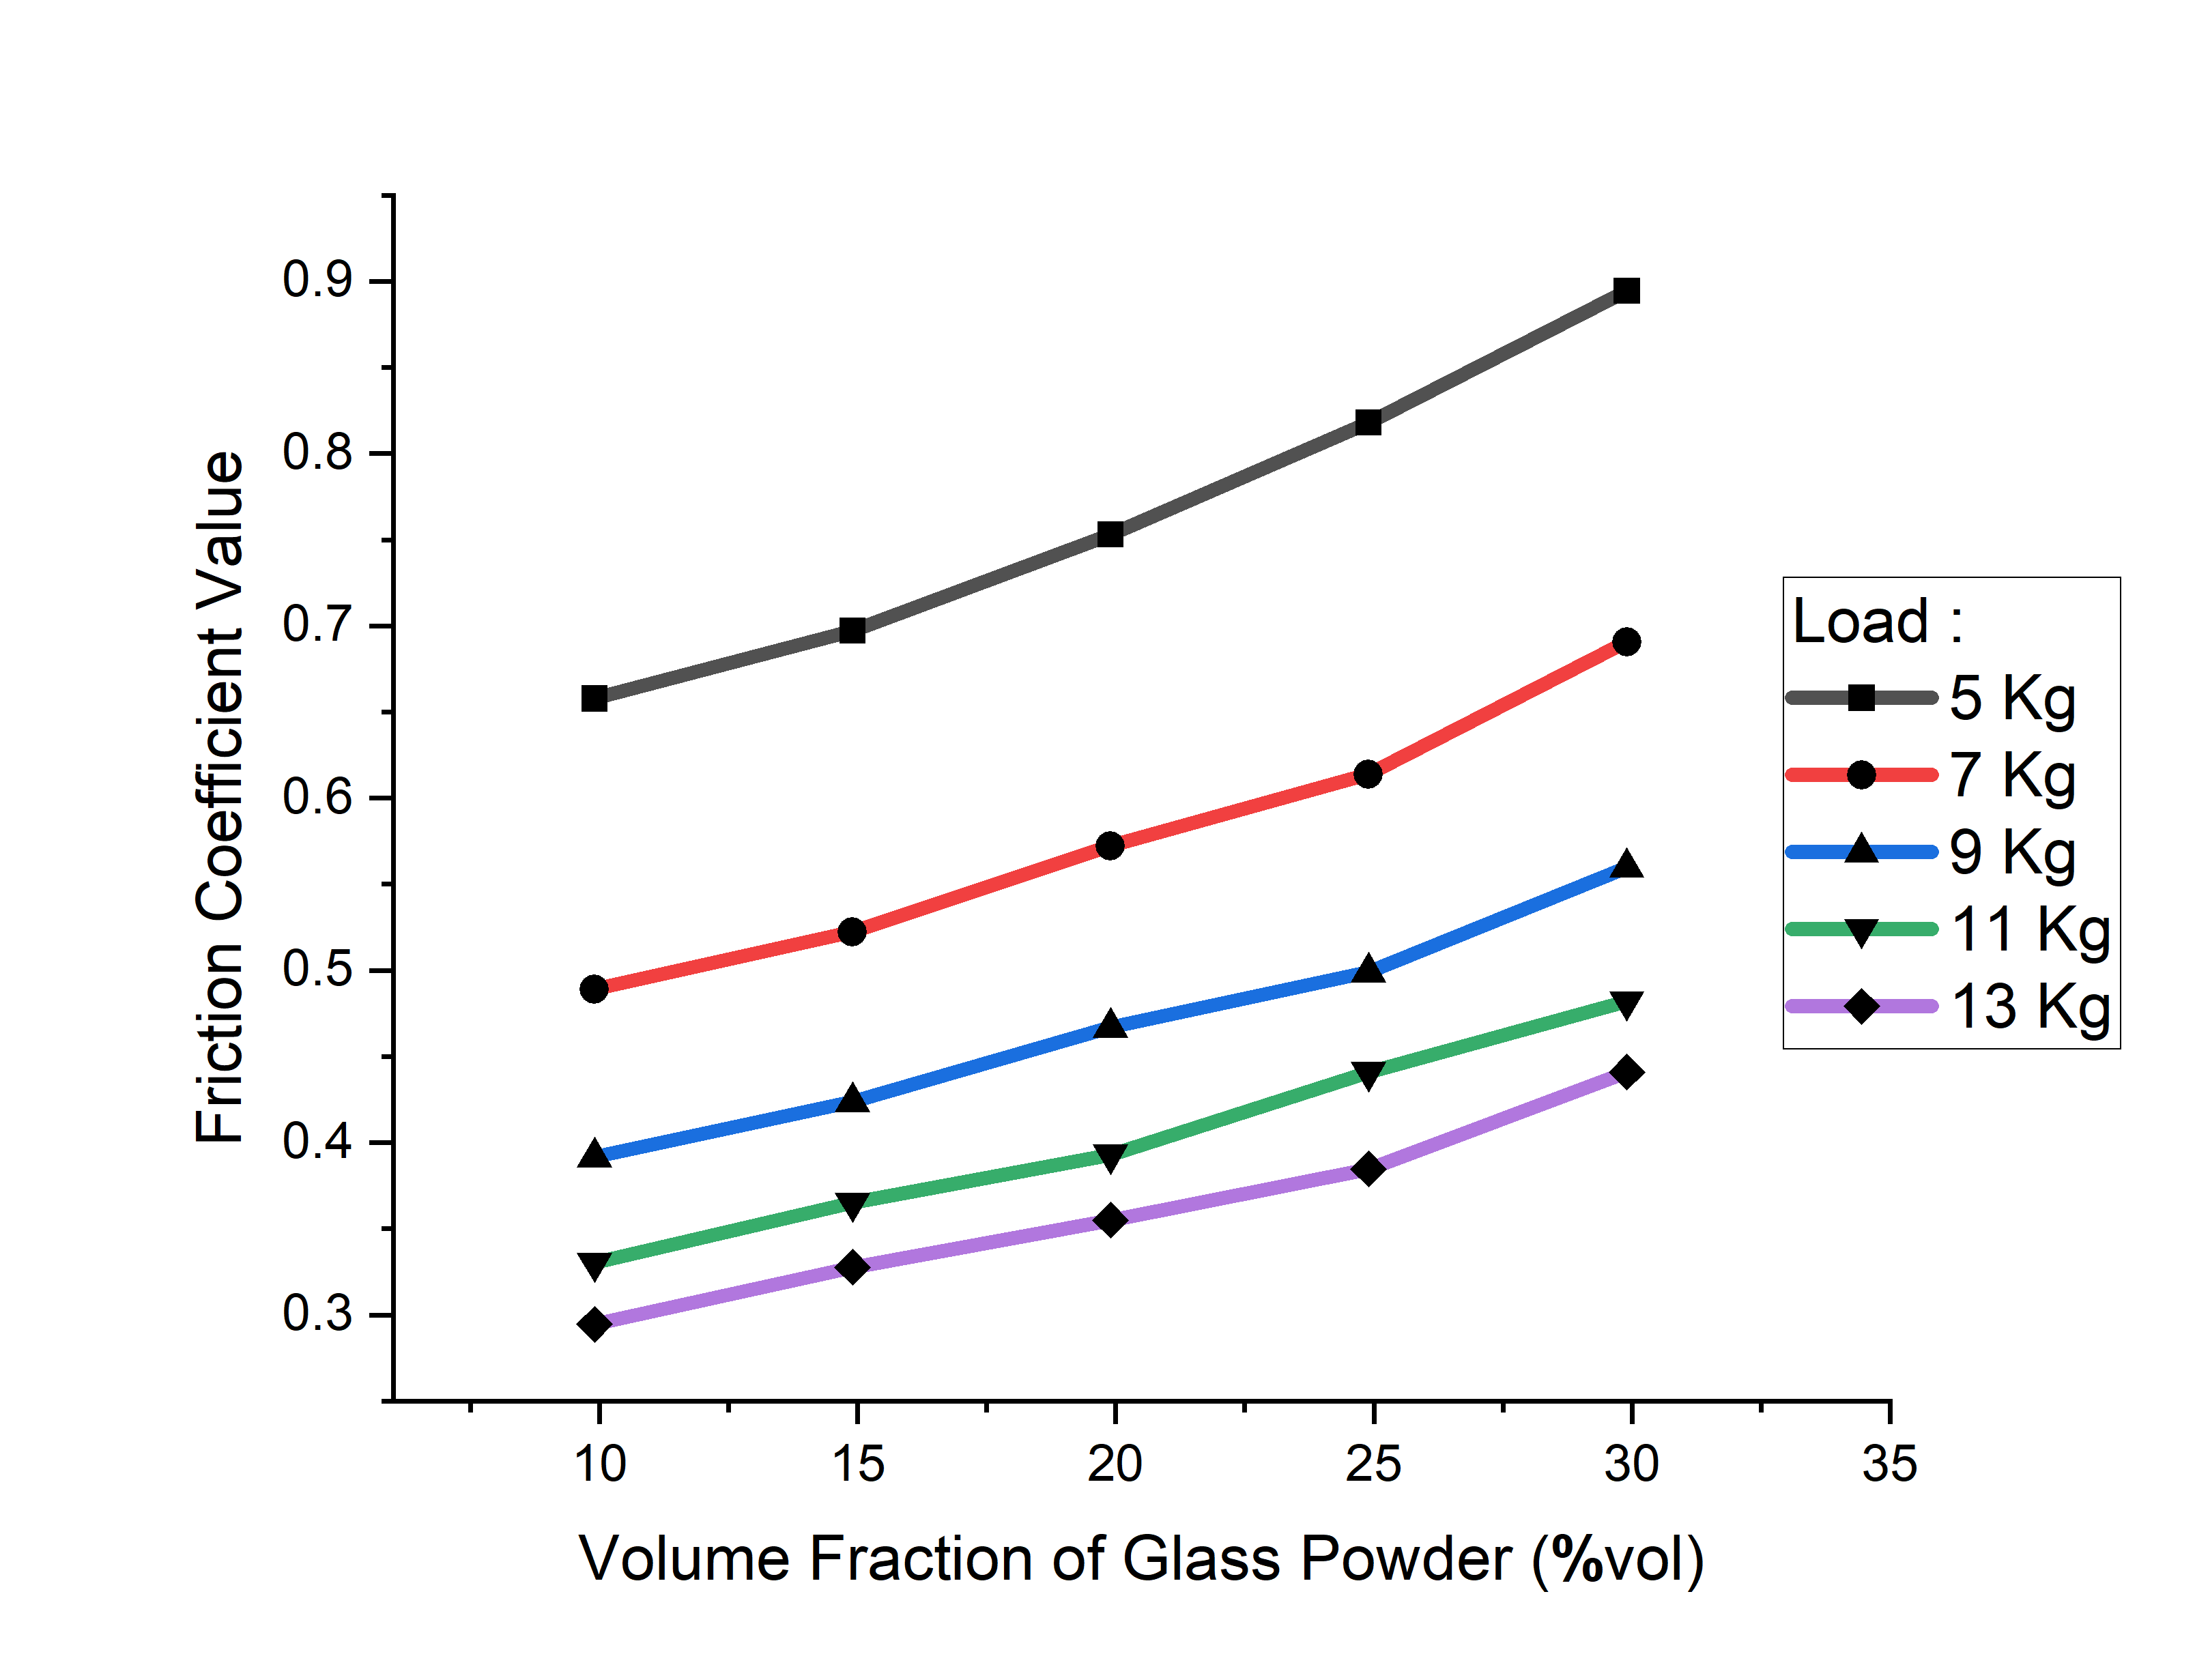 Friction Coefficient Value
0.9
0.8
0.7
0.6
0.5
0.4
0.3
10 15 20 25 30 35
Volume Fraction of Glass Powder (%vol)
Load :
5 Kg
7 Kg
9 Kg
11 Kg
13 Kg